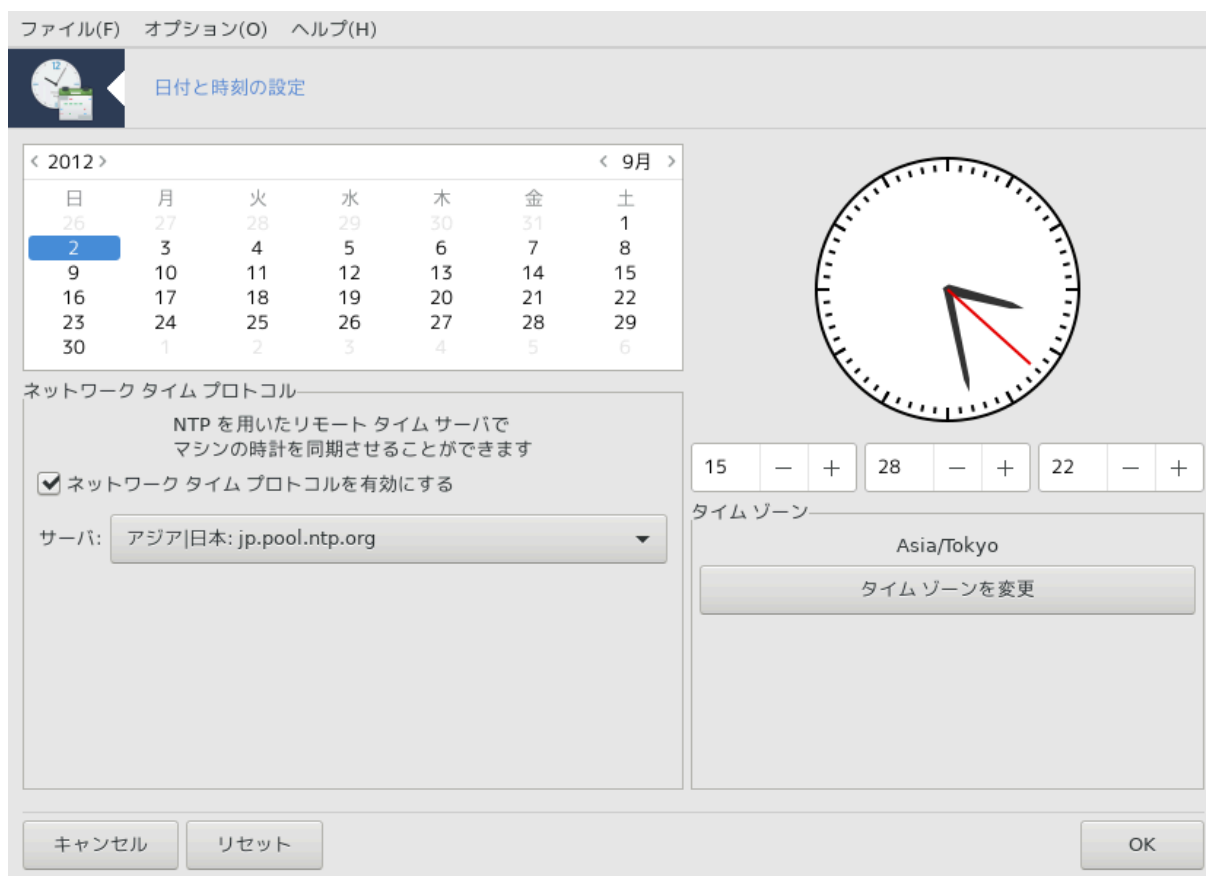 ファイル(F) オプション(O) ヘルプ(H)
12
日付と時刻の設定
< 2012 > < 9月 >
日 月 火 水 木 金 土
26 27 28 29 30 31 1
2 3 4 5 6 7 8
9 10 11 12 13 14 15
16 17 18 19 20 21 22
23 24 25 26 27 28 29
30 1 2 3 4 5 6
ネットワーク タイム プロトコル
NTP を用いたリモート タイム サーバで
マシンの時計を同期させることができます
ネットワーク タイム プロトコルを有効にする
サーバ: アジア|日本: jp.pool.ntp.org
15 − + 28 − + 22 − +
タイム ゾーン
Asia/Tokyo
タイム ゾーンを変更
キャンセル リセット OK